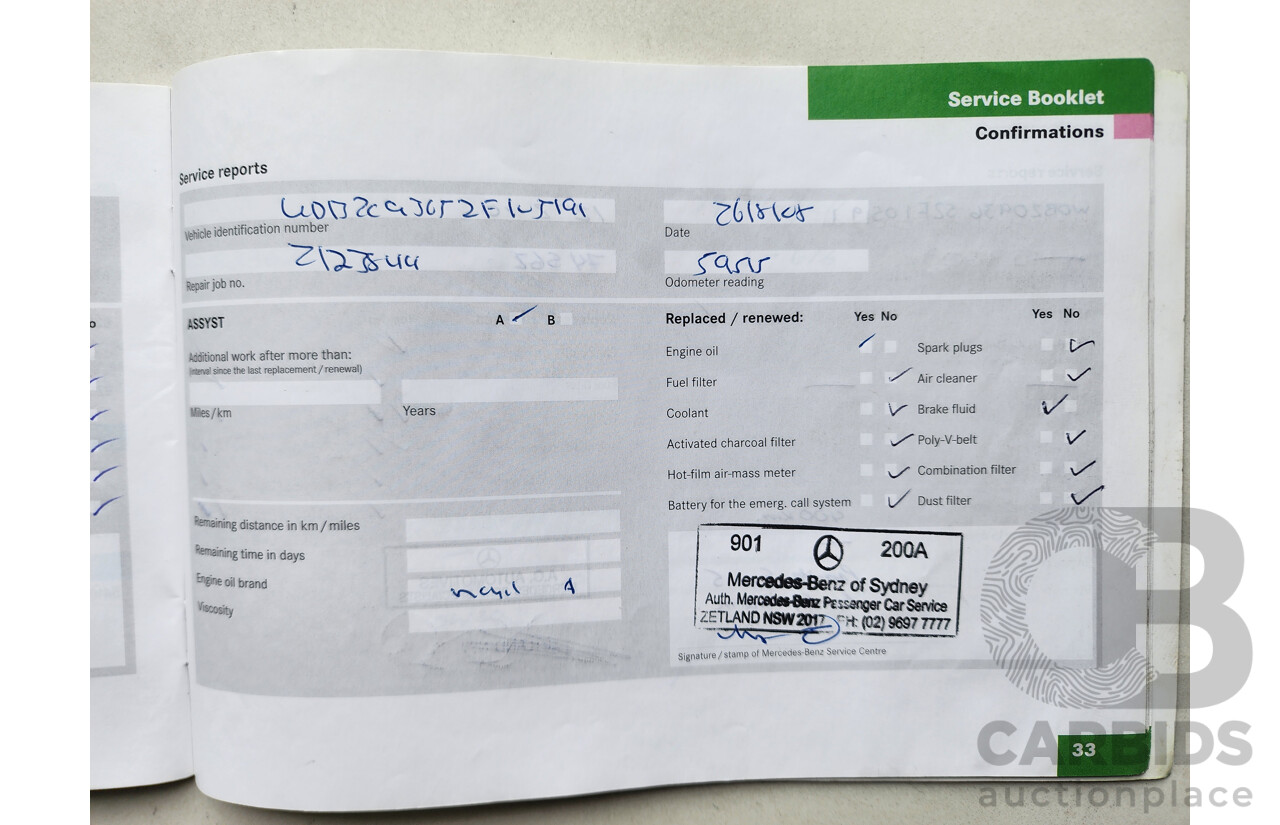 Service Booklet
Confirmations
Service reports
Vehicle identification number
26/8/08
Date
Repair job no.
Odometer reading
ASSYST A B
Replaced / renewed: Yes No Yes No
Additional work after more than:
(interval since the last replacement / renewal)
Miles / km Years
Engine oil Spark plugs
Fuel filter Air cleaner
Coolant Brake fluid
Activated charcoal filter Poly-V-belt
Hot-film air-mass meter Combination filter
Battery for the emerg. call system Dust filter
Remaining distance in km / miles
Remaining time in days
Engine oil brand
Viscosity
901 200A
Mercedes-Benz of Sydney
Auth. Mercedes-Benz Passenger Car Service
ZETLAND NSW 2017 PH: (02) 9697 7777
Signature / stamp of Mercedes-Benz Service Centre
33
CARBIDS
auctionplace